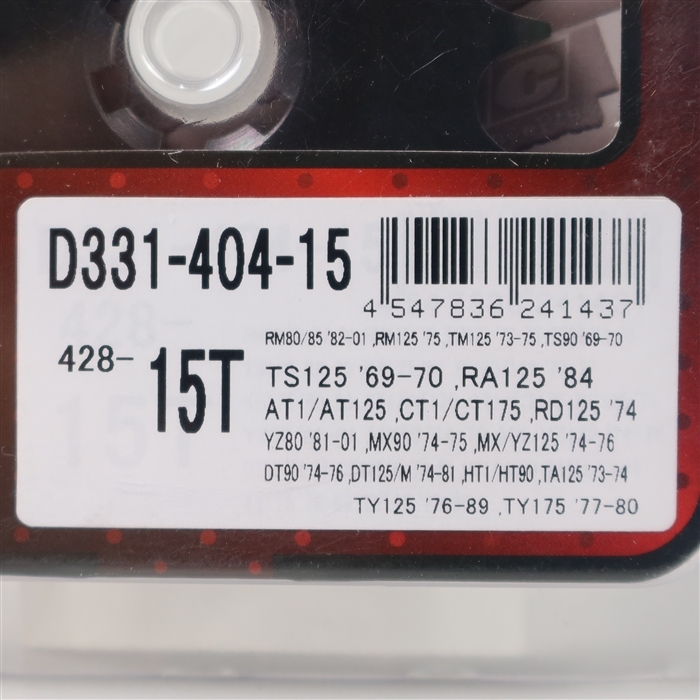 D331-404-15
4 547836 241437
428- 15T
RM80/85 '82-01 ,RM125 '75 ,TM125 '73-75 ,TS90 '69-70
TS125 '69-70 ,RA125 '84
AT1/AT125 ,CT1/CT175 ,RD125 '74
YZ80 '81-01 ,MX90 '74-75 ,MX/YZ125 '74-76
DT90 '74-76 ,DT125/M '74-81 ,HT1/HT90 ,TA125 '73-74
TY125 '76-89 ,TY175 '77-80